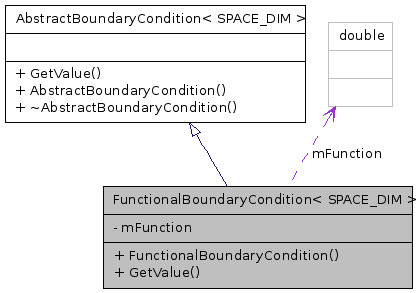 AbstractBoundaryCondition< SPACE_DIM >
+ GetValue()
+ AbstractBoundaryCondition()
+ ~AbstractBoundaryCondition()
double
mFunction
FunctionalBoundaryCondition< SPACE_DIM >
- mFunction
+ FunctionalBoundaryCondition()
+ GetValue()